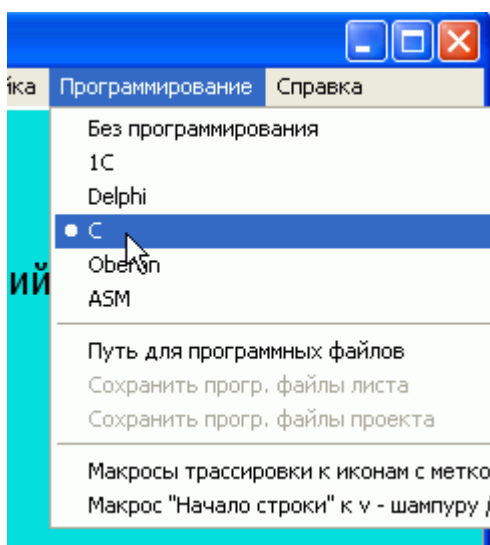 йка Программирование Справка
Без программирования
1С
Delphi
С
Oberon
ASM
ий
Путь для программных файлов
Сохранить прогр. файлы листа
Сохранить прогр. файлы проекта
Макросы трассировки к иконам с метко
Макрос "Начало строки" к v - шампуру